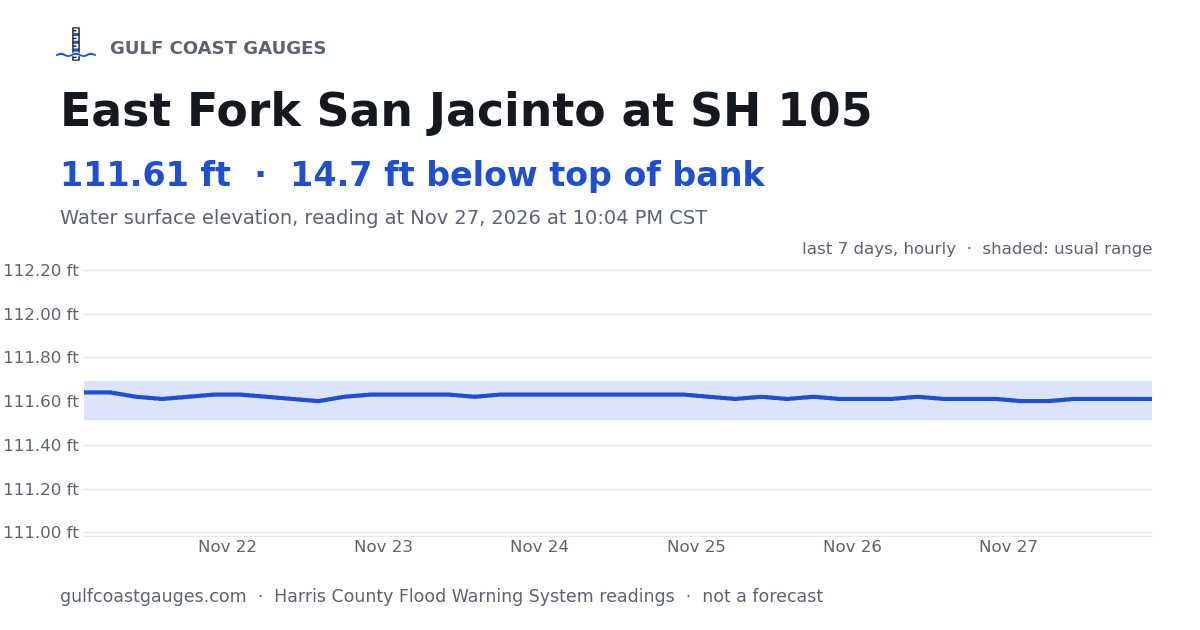 GULF COAST GAUGES
East Fork San Jacinto at SH 105
111.61 ft · 14.7 ft below top of bank
Water surface elevation, reading at Nov 27, 2026 at 10:04 PM CST
last 7 days, hourly · shaded: usual range
112.20 ft
112.00 ft
111.80 ft
111.60 ft
111.40 ft
111.20 ft
111.00 ft
Nov 22 Nov 23 Nov 24 Nov 25 Nov 26 Nov 27
gulfcoastgauges.com · Harris County Flood Warning System readings · not a forecast